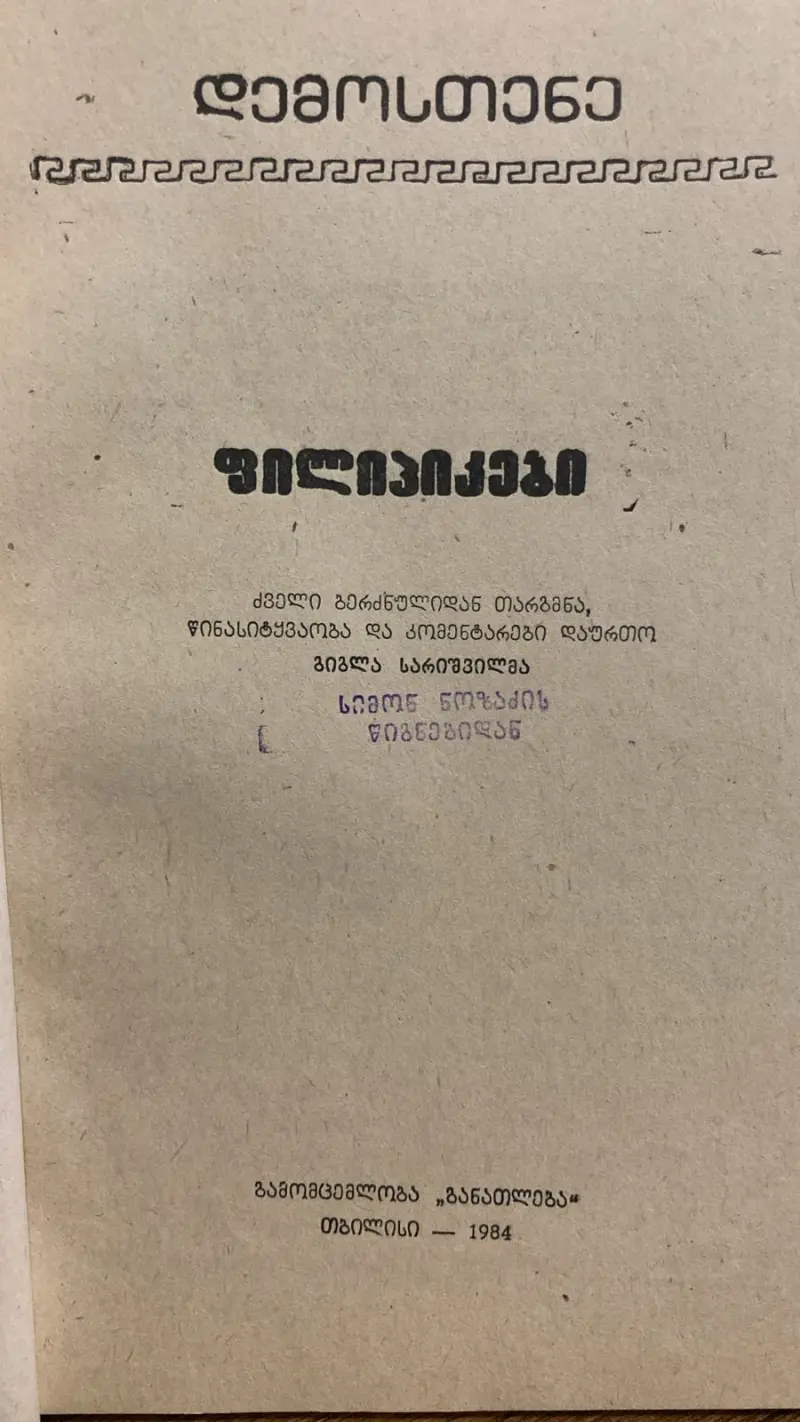 დემოსთენე
ფილიპიკები
ძველი ბერძნულიდან თარგმნა,
წინასიტყვაობა და კომენტარები დაურთო
გიგლა სარიშვილმა
სიმონ ნოზაძის
წიგნებიდან
გამომცემლობა „განათლება“
თბილისი — 1984